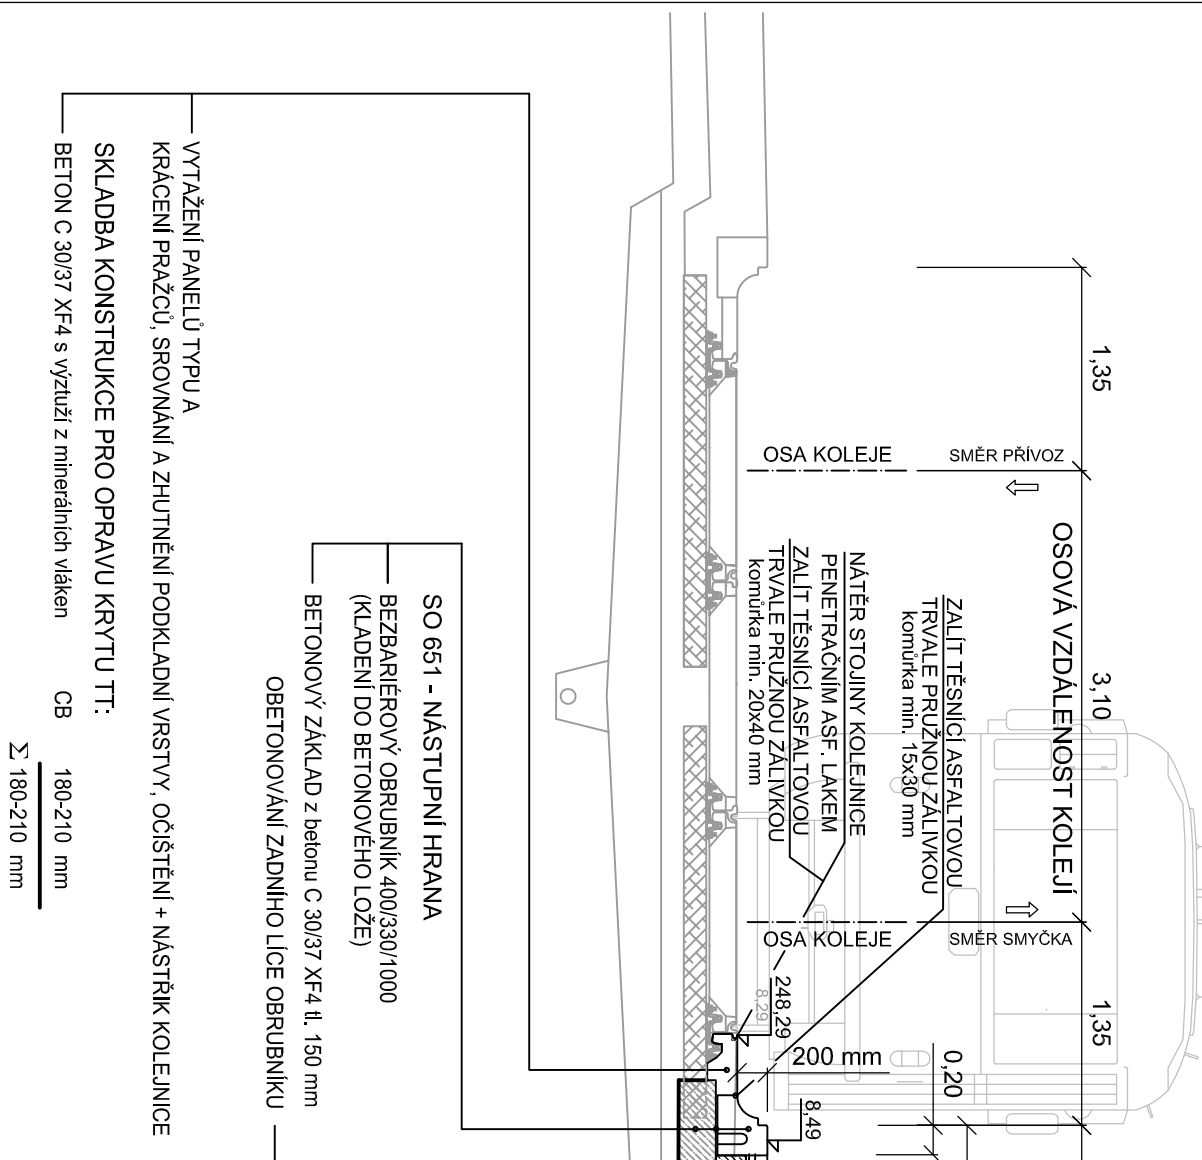 1,35
3,10
1,35
OSOVÁ VZDÁLENOST KOLEJÍ
SMĚR PŘÍVOZ
OSA KOLEJE
SMĚR SMYČKA
OSA KOLEJE
ZALÍT TĚSNÍCÍ ASFALTOVOU
TRVALE PRUŽNOU ZÁLIVKOU
komůrka min. 15x30 mm
NÁTĚR STOJINY KOLEJNICE
PENETRAČNÍM ASF. LAKEM
ZALÍT TĚSNÍCÍ ASFALTOVOU
TRVALE PRUŽNOU ZÁLIVKOU
komůrka min. 20x40 mm
0,20
200 mm
248,29
8,29
8,49
SO 651 - NÁSTUPNÍ HRANA
BEZBARIÉROVÝ OBRUBNÍK 400/330/1000
(KLADENÍ DO BETONOVÉHO LOŽE)
BETONOVÝ ZÁKLAD z betonu C 30/37 XF4 tl. 150 mm
OBETONOVÁNÍ ZADNÍHO LÍCE OBRUBNÍKU
VYTAŽENÍ PANELŮ TYPU A
KRÁCENÍ PRAŽCŮ, SROVNÁNÍ A ZHUTNĚNÍ PODKLADNÍ VRSTVY, OČIŠTĚNÍ + NÁSTŘIK KOLEJNICE
SKLADBA KONSTRUKCE PRO OPRAVU KRYTU TT:
BETON C 30/37 XF4 s výztuží z minerálních vláken CB 180-210 mm
Σ 180-210 mm